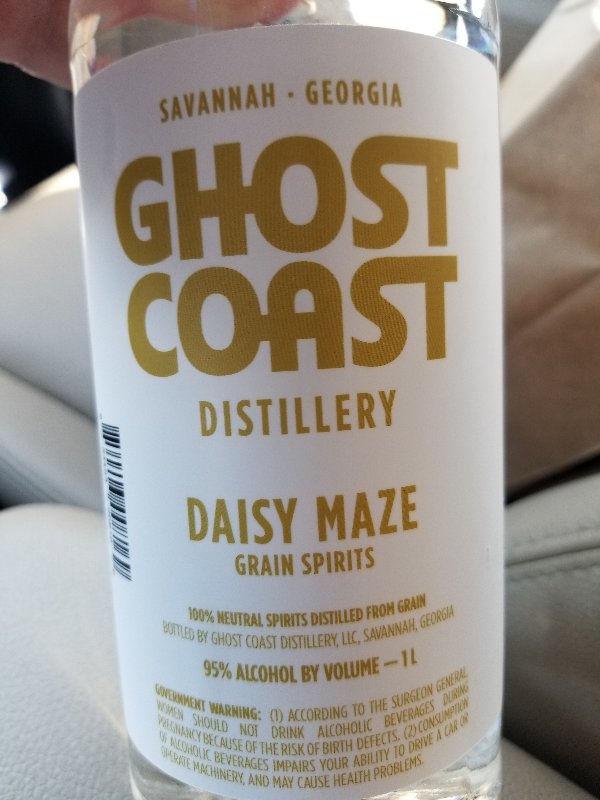 SAVANNAH · GEORGIA
GHOST
COAST
DISTILLERY
DAISY MAZE
GRAIN SPIRITS
100% NEUTRAL SPIRITS DISTILLED FROM GRAIN
BOTTLED BY GHOST COAST DISTILLERY, LLC, SAVANNAH, GEORGIA
95% ALCOHOL BY VOLUME — 1 L
GOVERNMENT WARNING: (1) ACCORDING TO THE SURGEON GENERAL,
WOMEN SHOULD NOT DRINK ALCOHOLIC BEVERAGES DURING
PREGNANCY BECAUSE OF THE RISK OF BIRTH DEFECTS. (2) CONSUMPTION
OF ALCOHOLIC BEVERAGES IMPAIRS YOUR ABILITY TO DRIVE A CAR OR
OPERATE MACHINERY, AND MAY CAUSE HEALTH PROBLEMS.